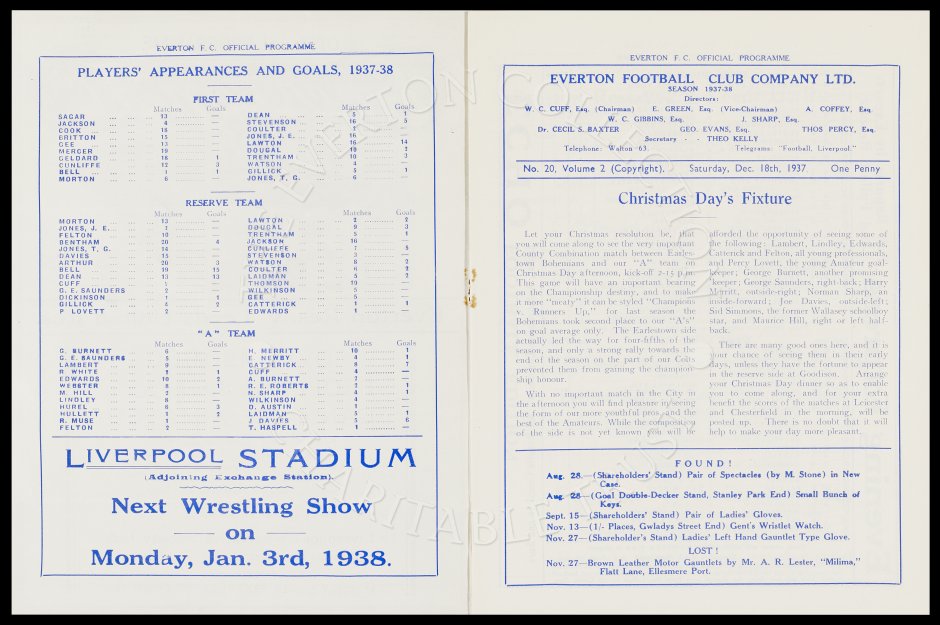 EVERTON F.C. OFFICIAL PROGRAMME
PLAYERS' APPEARANCES AND GOALS, 1937-38
FIRST TEAM
Matches Goals Matches Goals
SAGAR ... ... 13 — DEAN ... 5 1
JACKSON ... ... 4 — STEVENSON ... 16 5
COOK ... ... — COULTER ...
BRITTON ... — JONES, J. E. ... 16 —
GEE ... ... 13 — LAWTON ... 16 14
MERCER ... ... — DOUGAL ... 10
GELDARD ... 18 1 TRENTHAM ... 10
CUNLIFFE ... 12 3 WATSON ... —
BELL ... ... 1 1 GILLICK ... 5 1
MORTON ... ... 6 — JONES, T. G. ... —
RESERVE TEAM
Matches Goals Matches Goals
MORTON ... ... 13 — LAWTON ... 2 2
JONES, J. E. ... — DOUGAL ... 9 3
FELTON ... ... 10 — TRENTHAM ... 5 1
BENTHAM ... 20 4 JACKSON ... 16 —
JONES, T. G. ... — CUNLIFFE ... 7 5
DAVIES ... ... 15 — STEVENSON ... —
ARTHUR ... ... 20 3 WATSON ... 2
BELL ... ... 19 15 COULTER ... 2
DEAN ... ... 13 13 LAIDMAN ... 2
CUFF ... ... — THOMSON ... —
G. E. SAUNDERS — WILKINSON ... —
DICKINSON ... 1 1 GEE ... —
GILLICK ... 2 CATTERICK ... 1 1
P LOVETT ... — EDWARDS ... 1 —
"A" TEAM
Matches Goals Matches Goals
G. BURNETT ... 6 — H. MERRITT ... 10 1
G. E. SAUNDERS — E. NEWBY ... 4 1
LAMBERT ... 9 — CATTERICK ... 7
R. WHITE ... 1 CUFF ... 4 —
EDWARDS ... 10 2 A. BURNETT ... —
WEBSTER ... 1 R. E. ROBERTS ... 1
M. HILL ... — N. SHARP ... 4 1
LINDLEY ... — WILKINSON ... 4 —
HUREL ... 6 3 D. AUSTIN ... 1 —
HULLETT ... 2 LAIDMAN ... 5 1
R. MUSE ... 1 — J DAVIES ... 5 6
FELTON ... 2 — T. HASPELL ... 1 —
LIVERPOOL STADIUM
(Adjoining Exchange Station).
Next Wrestling Show
on
Monday, Jan. 3rd, 1938.
EVERTON F.C. OFFICIAL PROGRAMME
EVERTON FOOTBALL CLUB COMPANY LTD.
SEASON 1937-38
Directors:
W. C. CUFF, Esq. (Chairman) E. GREEN, Esq. (Vice-Chairman) A. COFFEY, Esq.
W. C. GIBBINS, Esq. J. SHARP, Esq.
Dr. CECIL S. BAXTER GEO. EVANS, Esq. THOS PERCY, Esq.
Secretary - THEO KELLY
Telephone: Walton 63. Telegrams: "Football, Liverpool."
No. 20, Volume 2 (Copyright). Saturday, Dec. 18th, 1937 One Penny
Christmas Day's Fixture
Let your Christmas resolution be, that
you will come along to see the very important
County Combination match between Earles-
town Bohemians and our "A" team on
Christmas Day afternoon, kick-off 2-15 p.m.
This game will have an important bearing
on the Championship destiny, and to make
it more "meaty" it can be styled "Champions
v. Runners Up," for last season the
Bohemians took second place to our "A's"
on goal average only. The Earlestown side
actually led the way for four-fifths of the
season, and only a strong rally towards the
end of the season on the part of our Colts
prevented them from gaining the champion-
ship honour.
With no important match in the City in
the afternoon you will find pleasure in seeing
the form of our more youthful pros, and the
best of the Amateurs. While the composition
of the side is not yet known you will be
afforded the opportunity of seeing some of
the following: Lambert, Lindley, Edwards,
Catterick and Felton, all young professionals,
and Percy Lovett, the young Amateur goal-
keeper; George Burnett, another promising
'keeper; George Saunders, right-back; Harry
Merritt, outside-right; Norman Sharp, an
inside-forward; Joe Davies, outside-left;
Sid Simmons, the former Wallasey schoolboy
star, and Maurice Hill, right or left half-
back.
There are many good ones here, and it is
your chance of seeing them in their early
days, unless they have the fortune to appear
in the reserve side at Goodison. Arrange
your Christmas Day dinner so as to enable
you to come along, and for your extra
benefit the scores of the matches at Leicester
and Chesterfield in the morning, will be
posted up. There is no doubt that it will
help to make your day more pleasant.
FOUND!
Aug. 28—(Shareholders' Stand) Pair of Spectacles (by M. Stone) in New
Case.
Aug. 28—(Goal Double-Decker Stand, Stanley Park End) Small Bunch of
Keys.
Sept. 15—(Shareholders' Stand) Pair of Ladies' Gloves.
Nov. 13—(1/- Places, Gwladys Street End) Gent's Wristlet Watch.
Nov. 27—(Shareholder's Stand) Ladies' Left Hand Gauntlet Type Glove.
LOST!
Nov. 27—Brown Leather Motor Gauntlets by Mr. A. R. Lester, "Milima,"
Flatt Lane, Ellesmere Port.
EVERTON COLLECTION
CHARITABLE TRUST